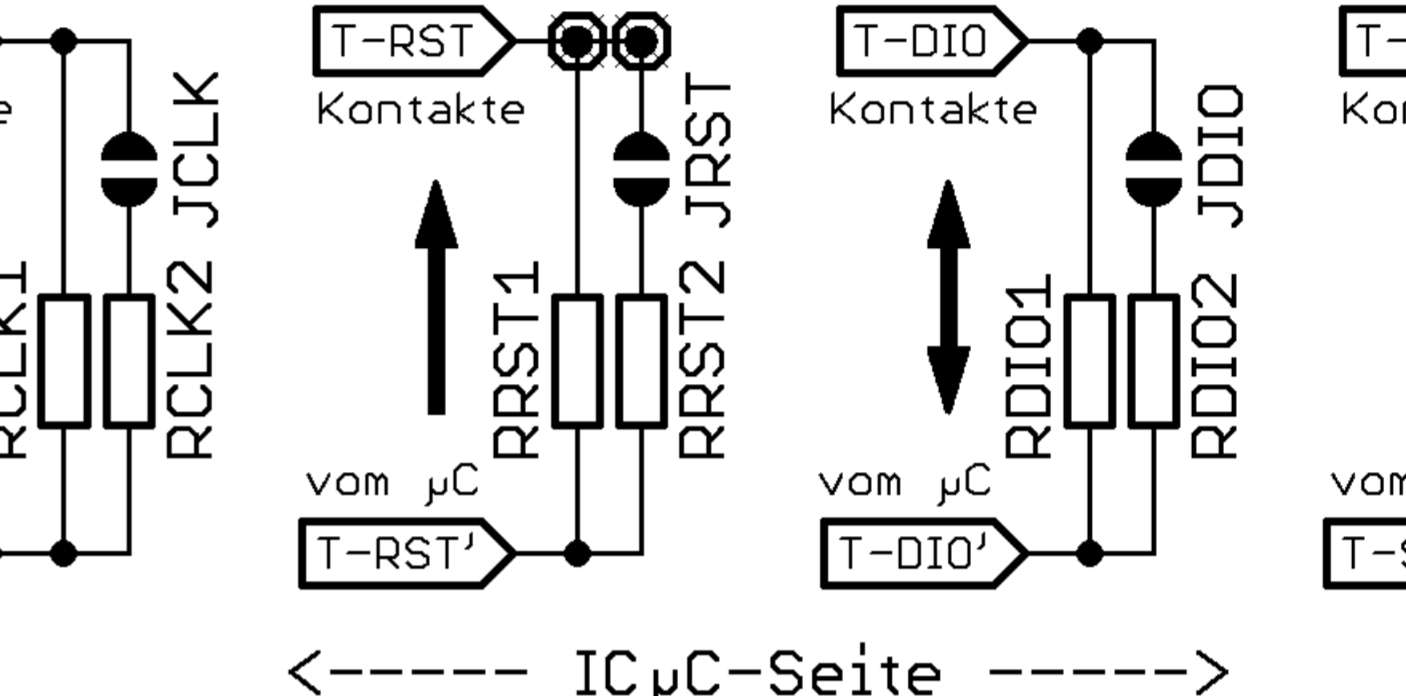 T-RST
Kontakte
JCLK
RCLK2
RRST1
JRST
RRST2
vom µC
T-RST'
T-DIO
Kontakte
JDIO
RDIO1
RDIO2
vom µC
T-DIO'
<------ ICµC-Seite ------>